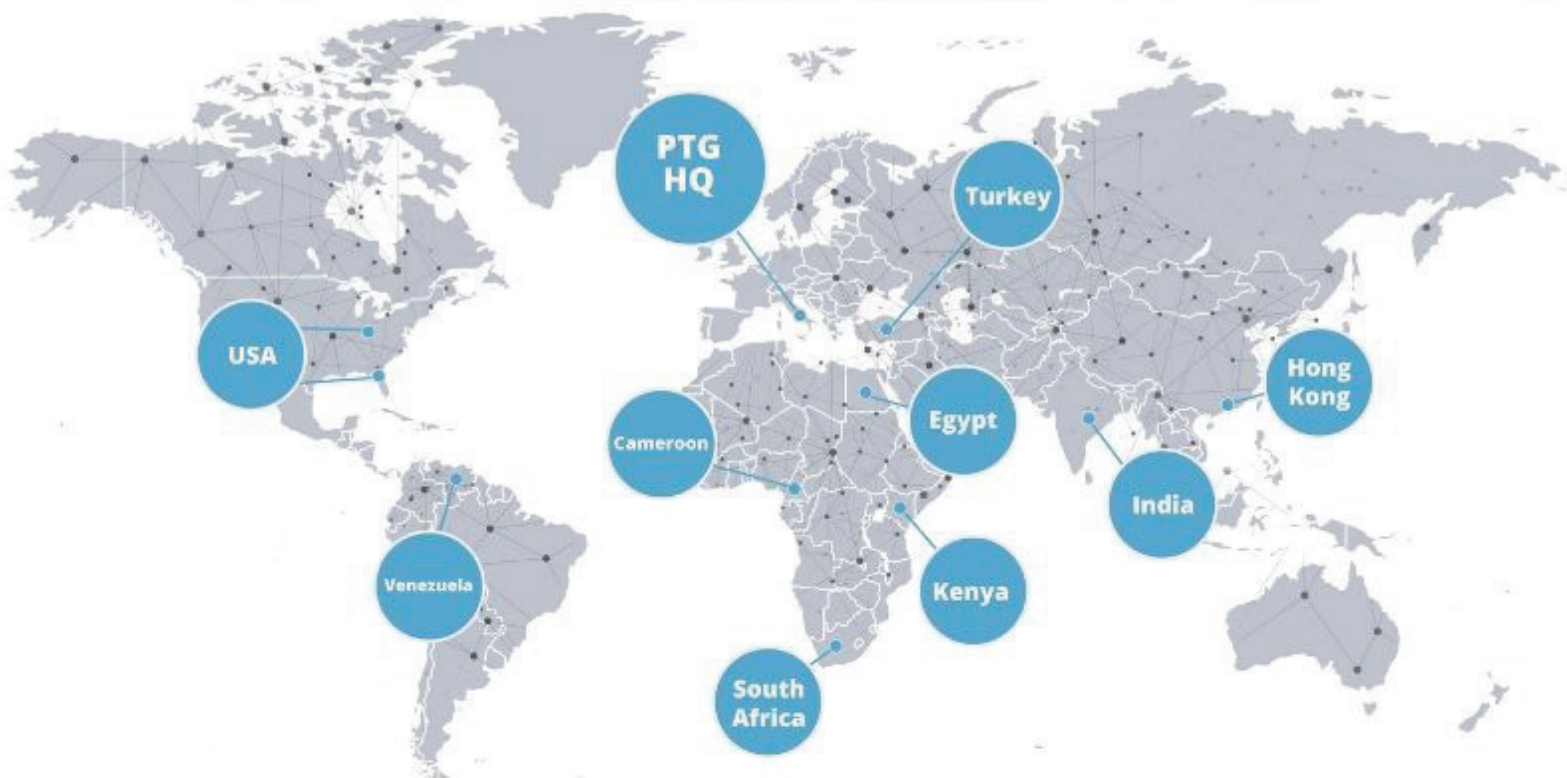 PTG
HQ
Turkey
USA
Hong
Kong
Cameroon
Egypt
India
Venezuela
Kenya
South
Africa